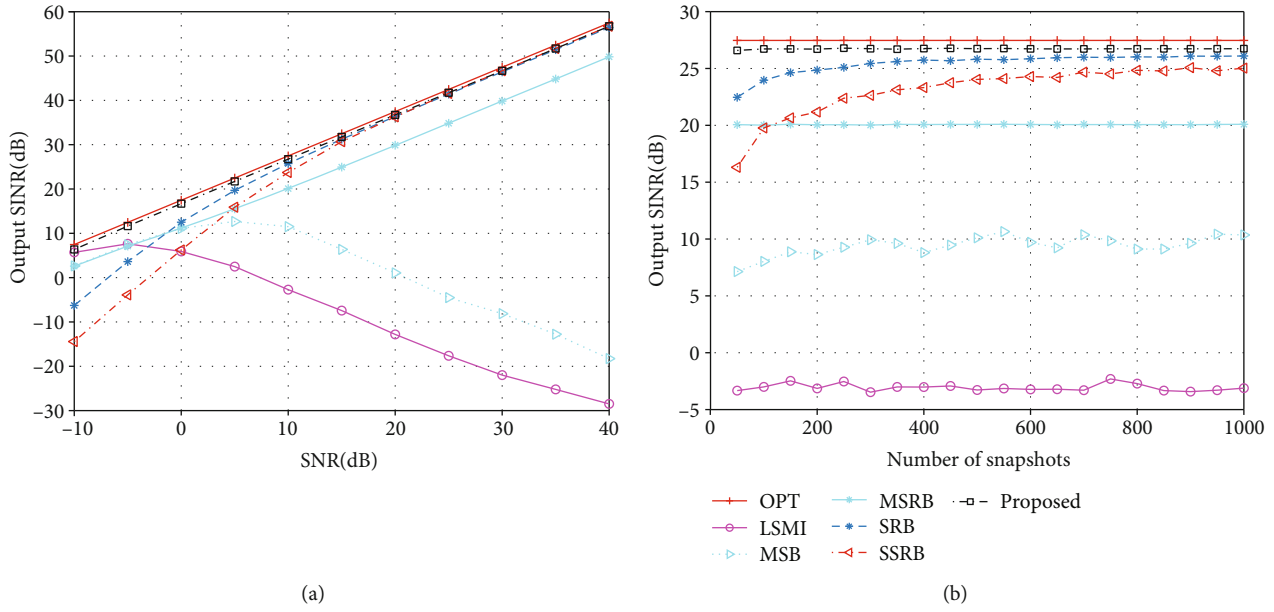 60
50
40
30
20
10
0
−10
−20
−30
Output SINR(dB)
−10
0
10
20
30
40
SNR(dB)
(a)
30
25
20
15
10
5
0
−5
Output SINR(dB)
0
200
400
600
800
1000
Number of snapshots
OPT
LSMI
MSB
MSRB
SRB
SSRB
Proposed
(b)